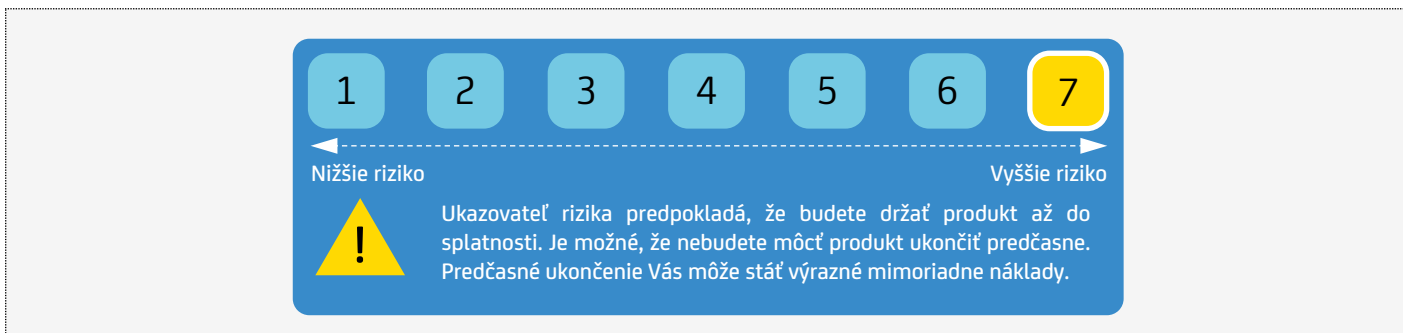 1 2 3 4 5 6 7
Nižšie riziko Vyššie riziko
!
Ukazovateľ rizika predpokladá, že budete držať produkt až do
splatnosti. Je možné, že nebudete môcť produkt ukončiť predčasne.
Predčasné ukončenie Vás môže stáť výrazné mimoriadne náklady.